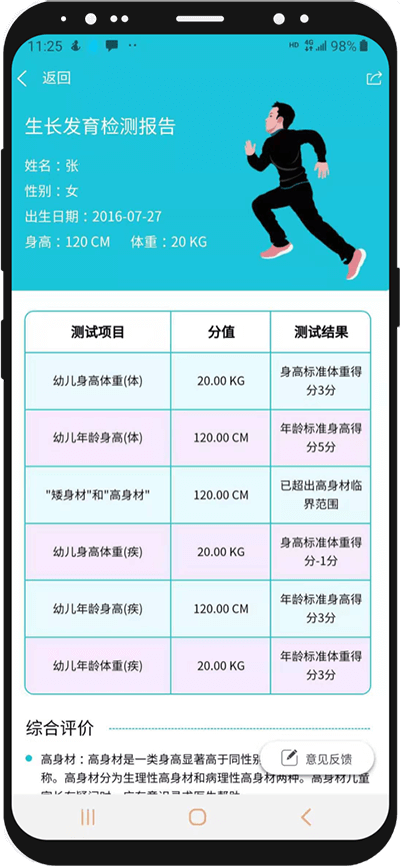 11:25 HD 4G 98%
返回
生长发育检测报告
姓名：张
性别：女
出生日期：2016-07-27
身高：120 CM 体重：20 KG
测试项目 分值 测试结果
幼儿身高体重(体) 20.00 KG 身高标准体重得
分3分
幼儿年龄身高(体) 120.00 CM 年龄标准身高得
分5分
"矮身材"和"高身材" 120.00 CM 已超出高身材临
界范围
幼儿身高体重(疾) 20.00 KG 身高标准体重得
分-1分
幼儿年龄身高(疾) 120.00 CM 年龄标准身高得
分3分
幼儿年龄体重(疾) 20.00 KG 年龄标准体重得
分3分
综合评价
高身材：高身材是一类身高显著高于同性别
意见反馈
称。高身材分为生理性高身材和病理性高身材两种。高身材儿童